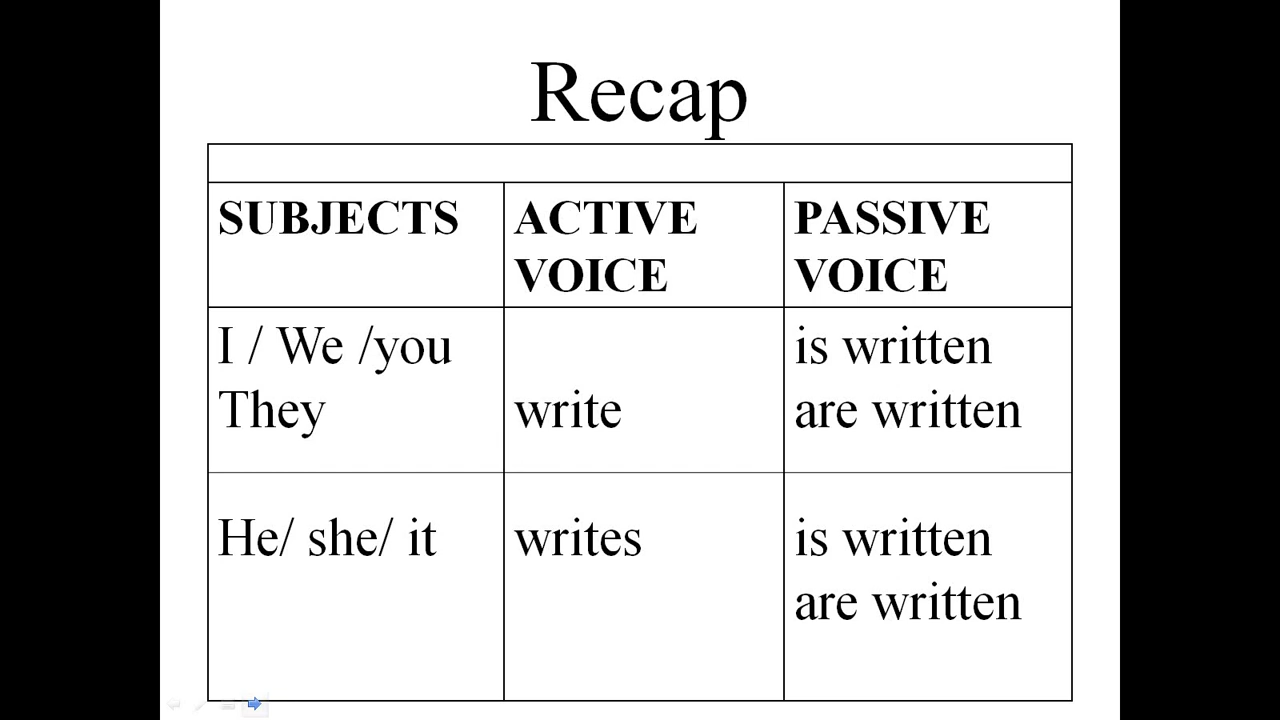 Recap
SUBJECTS
ACTIVE
VOICE
PASSIVE
VOICE
I / We /you
They
write
is written
are written
He/ she/ it
writes
is written
are written